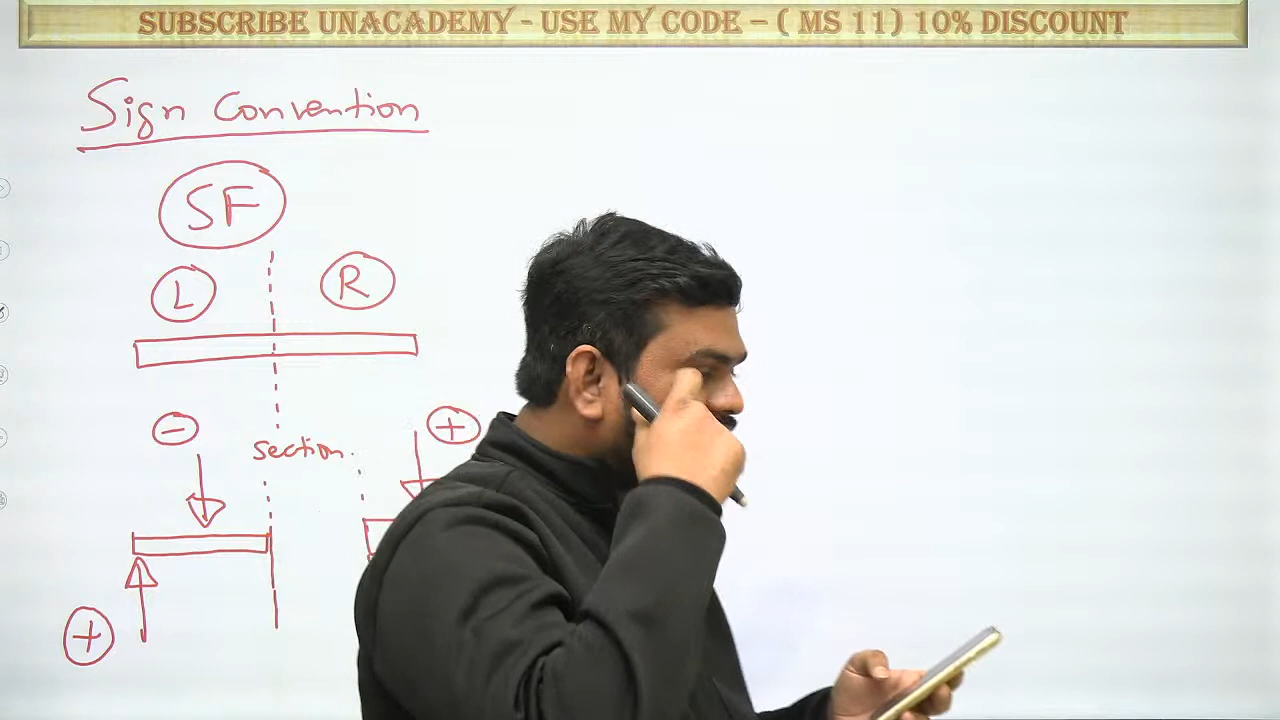 SUBSCRIBE UNACADEMY - USE MY CODE – ( MS 11) 10% DISCOUNT
Sign Convention
SF
L R
- +
section.
+